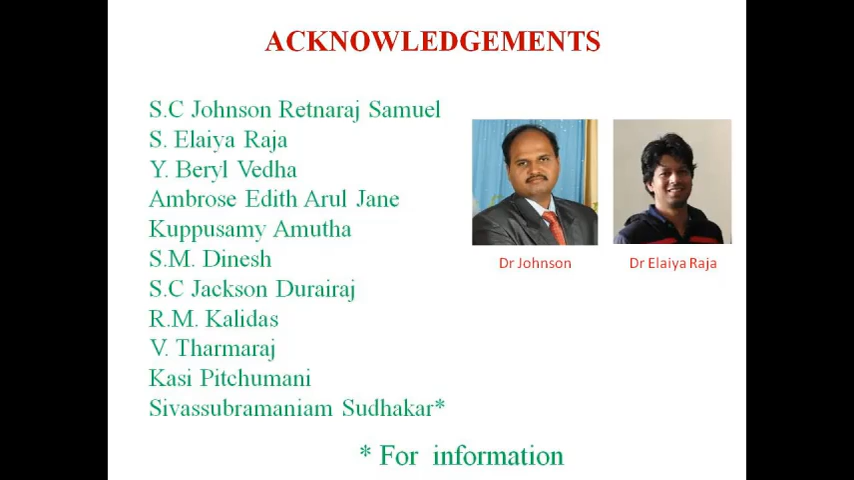 ACKNOWLEDGEMENTS
S.C Johnson Retnaraj Samuel
S. Elaiya Raja
Y. Beryl Vedha
Ambrose Edith Arul Jane
Kuppusamy Amutha
S.M. Dinesh
S.C Jackson Durairaj
R.M. Kalidas
V. Tharmaraj
Kasi Pitchumani
Sivassubramaniam Sudhakar*
Dr Johnson
Dr Elaiya Raja
* For information